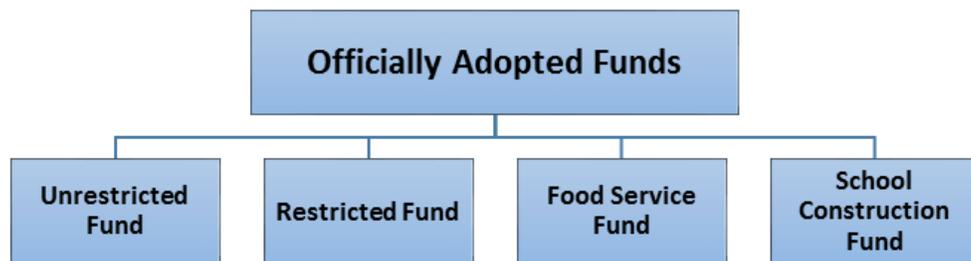 Officially Adopted Funds
Unrestricted
Fund
Restricted Fund
Food Service
Fund
School
Construction
Fund